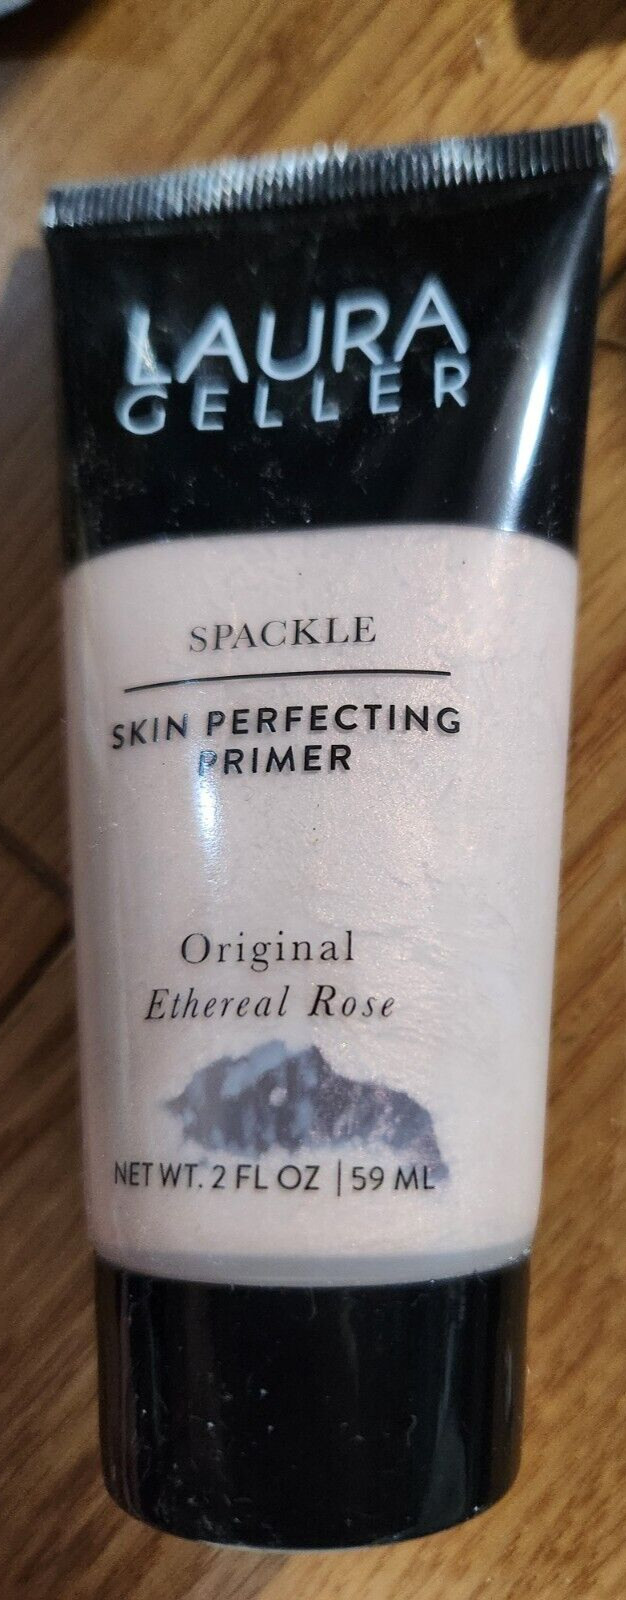 LAURA
GELLER
SPACKLE
SKIN PERFECTING
PRIMER
Original
Ethereal Rose
NET WT. 2 FL OZ | 59 ML